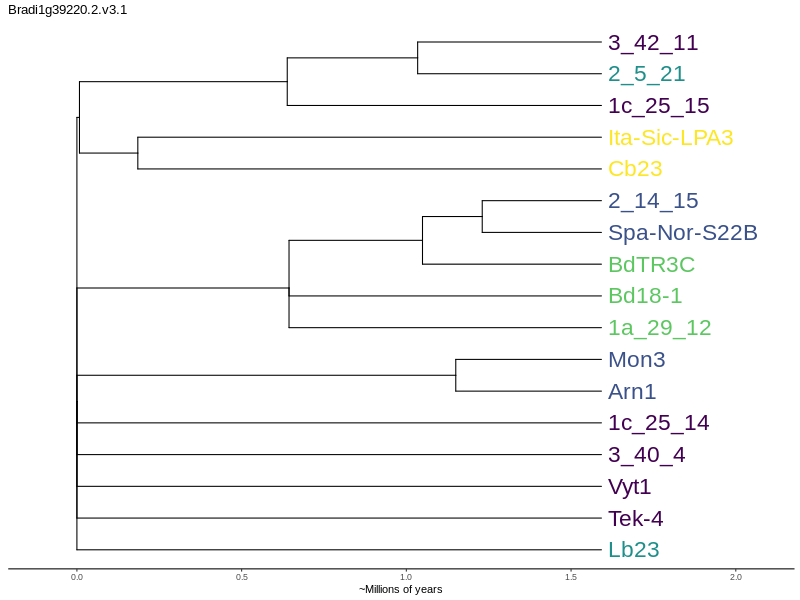 Bradi1g39220.2.v3.1
3_42_11
2_5_21
1c_25_15
Ita-Sic-LPA3
Cb23
2_14_15
Spa-Nor-S22B
BdTR3C
Bd18-1
1a_29_12
Mon3
Arn1
1c_25_14
3_40_4
Vyt1
Tek-4
Lb23
0.0 0.5 1.0 1.5 2.0
~Millions of years